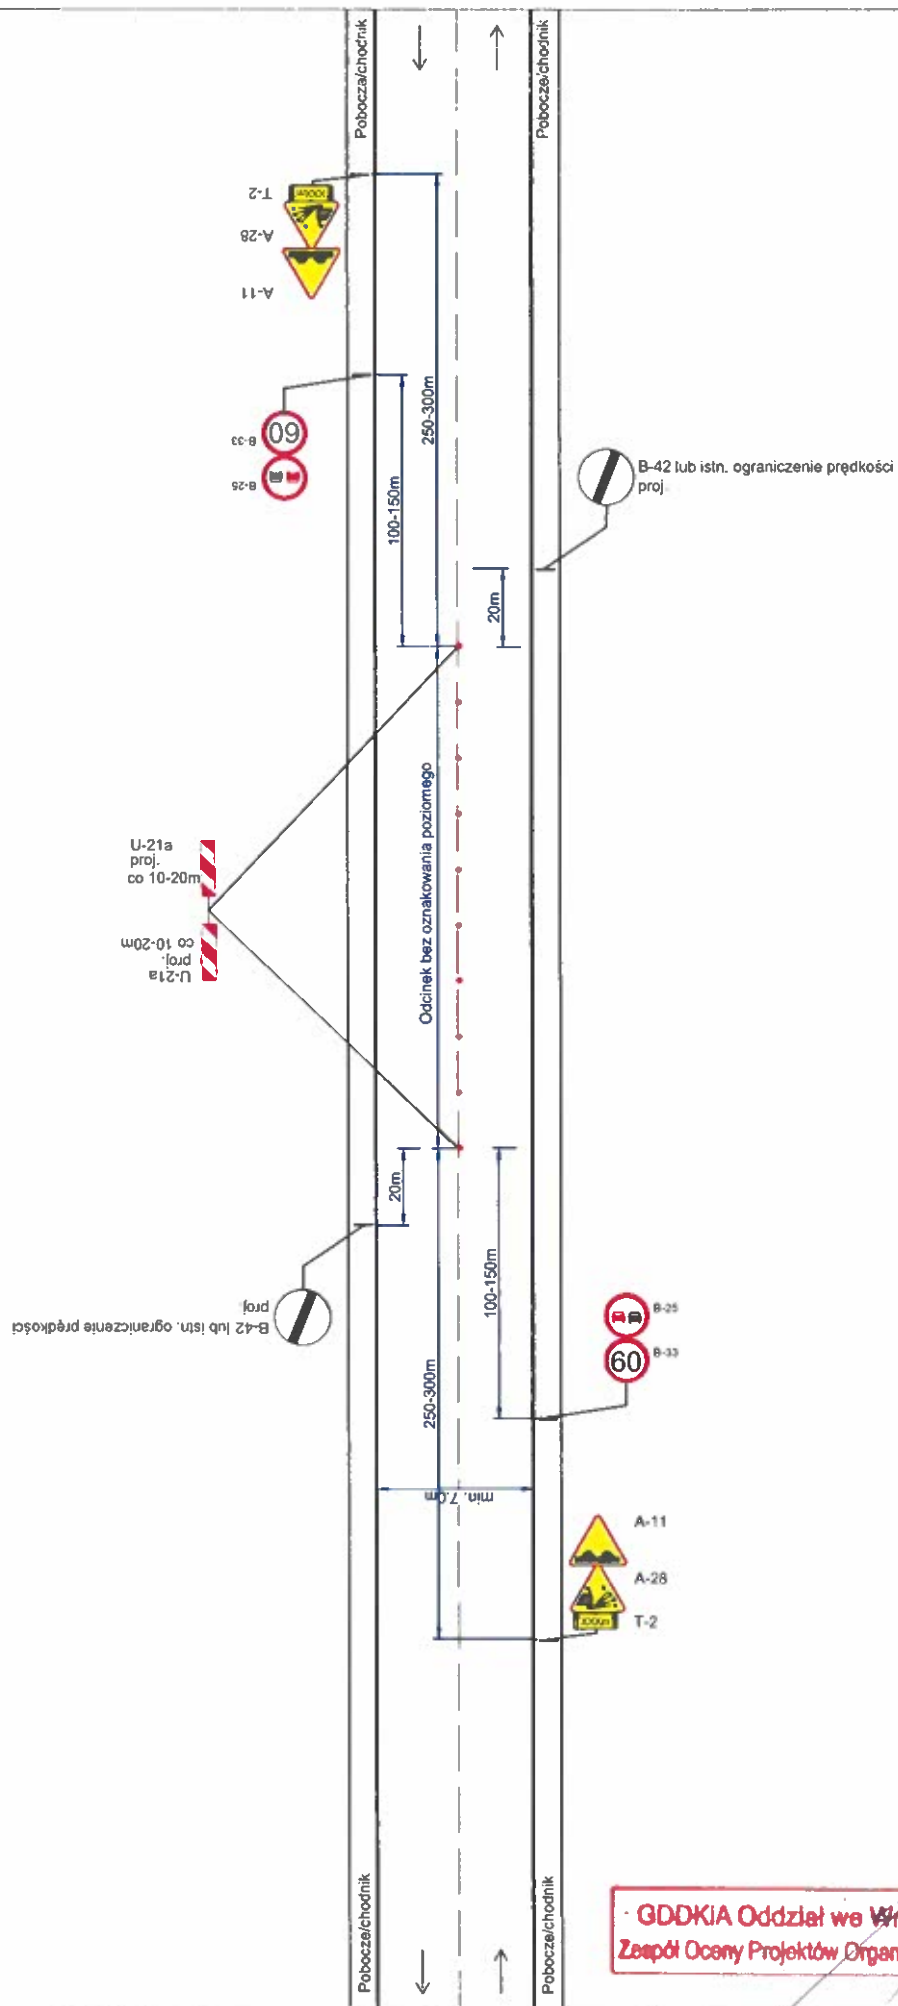 Pobocza/chodnik
Pobocze/chodnik
T-2
A-28
A-11
250-300m
B-33
60
B-25
100-150m
B-42 lub istn. ograniczenie prędkości
proj.
20m
U-21a
proj.
co 10-20m
U-21a
proj.
co 10-20m
Odcinek bez oznakowania poziomego
20m
B-42 lub istn. ograniczenie prędkości
proj
100-150m
B-25
60
B-33
250-300m
min. 7.0m
A-11
A-28
T-2
Pobocze/chodnik
Pobocze/chodnik
GDDKIA Oddział we
Zespół Oceny Projektów